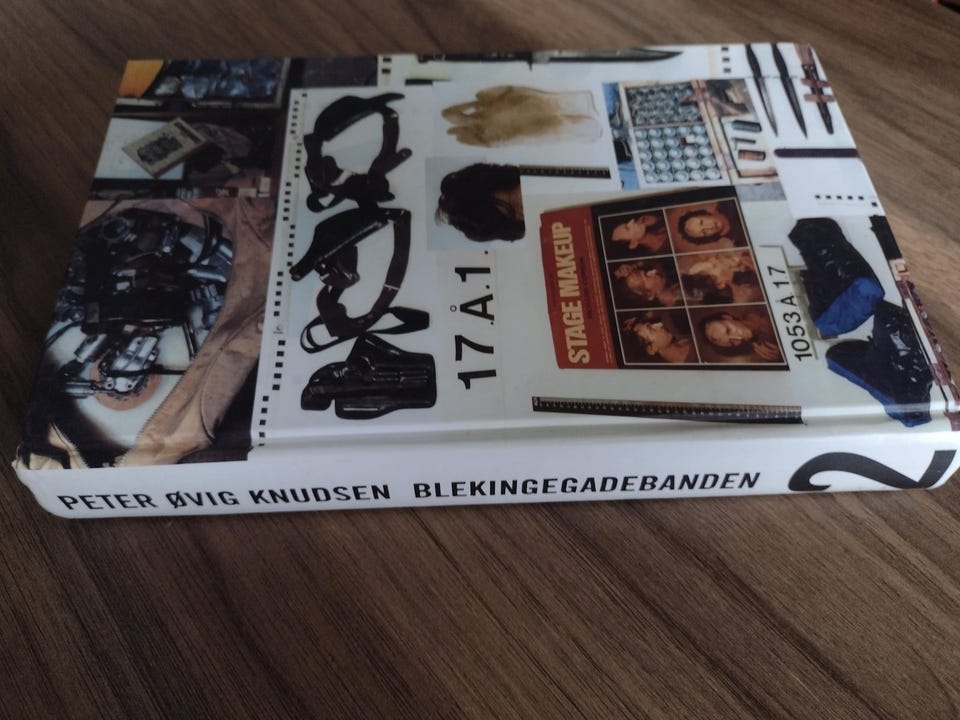 17.Å.1.
STAGE MAKEUP
1053 Å 17
PETER ØVIG KNUDSEN BLEKINGEGADEBANDEN 2